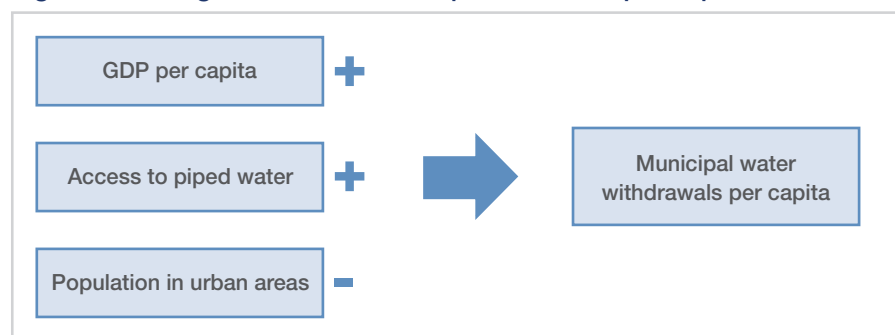 GDP per capita
+
Access to piped water
+
Municipal water
withdrawals per capita
Population in urban areas
-